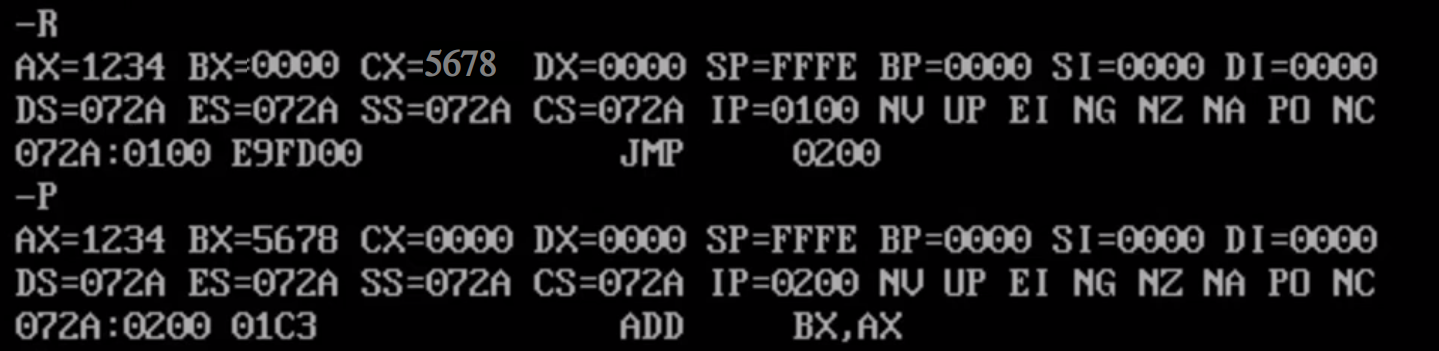 -R
AX=1234 BX=0000 CX=5678 DX=0000 SP=FFFE BP=0000 SI=0000 DI=0000
DS=072A ES=072A SS=072A CS=072A IP=0100 NV UP EI NG NZ NA PO NC
072A:0100 E9FD00 JMP 0200
-P
AX=1234 BX=5678 CX=0000 DX=0000 SP=FFFE BP=0000 SI=0000 DI=0000
DS=072A ES=072A SS=072A CS=072A IP=0200 NV UP EI NG NZ NA PO NC
072A:0200 01C3 ADD BX,AX